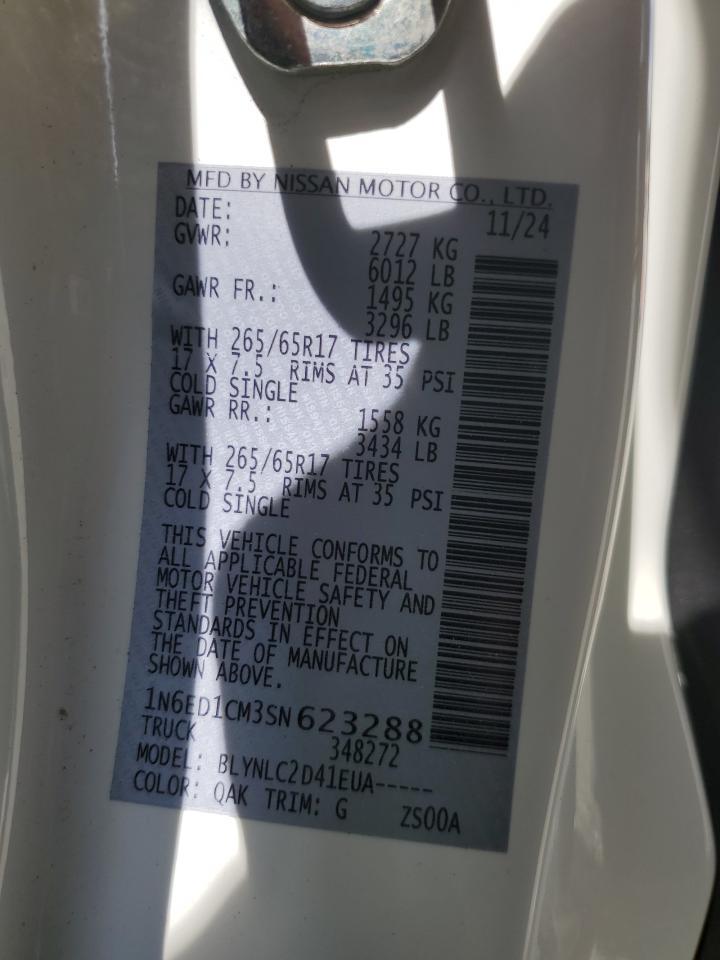 MFD BY NISSAN MOTOR CO., LTD.
DATE: 11/24
GVWR: 2727 KG
6012 LB
GAWR FR.: 1495 KG
3296 LB
WITH 265/65R17 TIRES
17 X 7.5 RIMS AT 35 PSI
COLD SINGLE
GAWR RR.: 1558 KG
3434 LB
WITH 265/65R17 TIRES
17 X 7.5 RIMS AT 35 PSI
COLD SINGLE
THIS VEHICLE CONFORMS TO
ALL APPLICABLE FEDERAL
MOTOR VEHICLE SAFETY AND
THEFT PREVENTION
STANDARDS IN EFFECT ON
THE DATE OF MANUFACTURE
SHOWN ABOVE.
1N6ED1CM3SN623288
TRUCK 348272
MODEL: BLYNLC2D41EUA-----
COLOR: QAK TRIM: G ZS00A